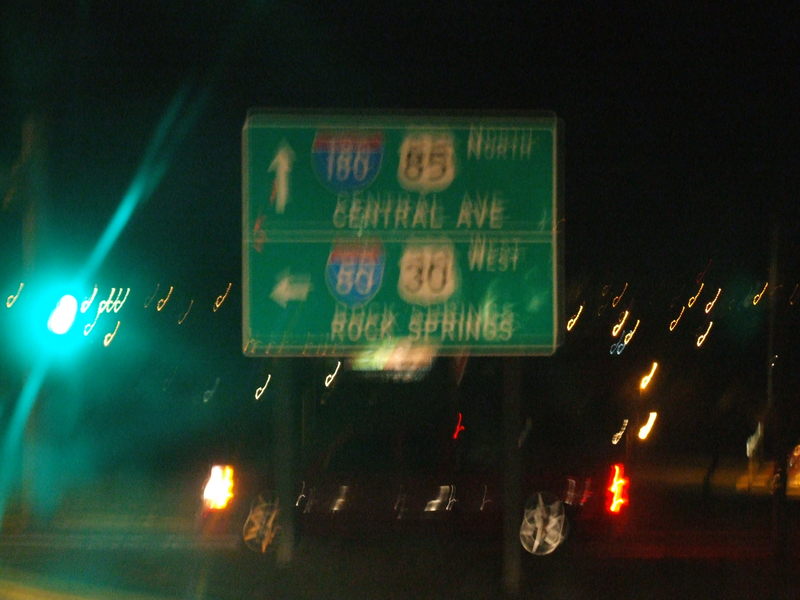 180 85 NORTH
CENTRAL AVE
80 30 WEST
ROCK SPRINGS